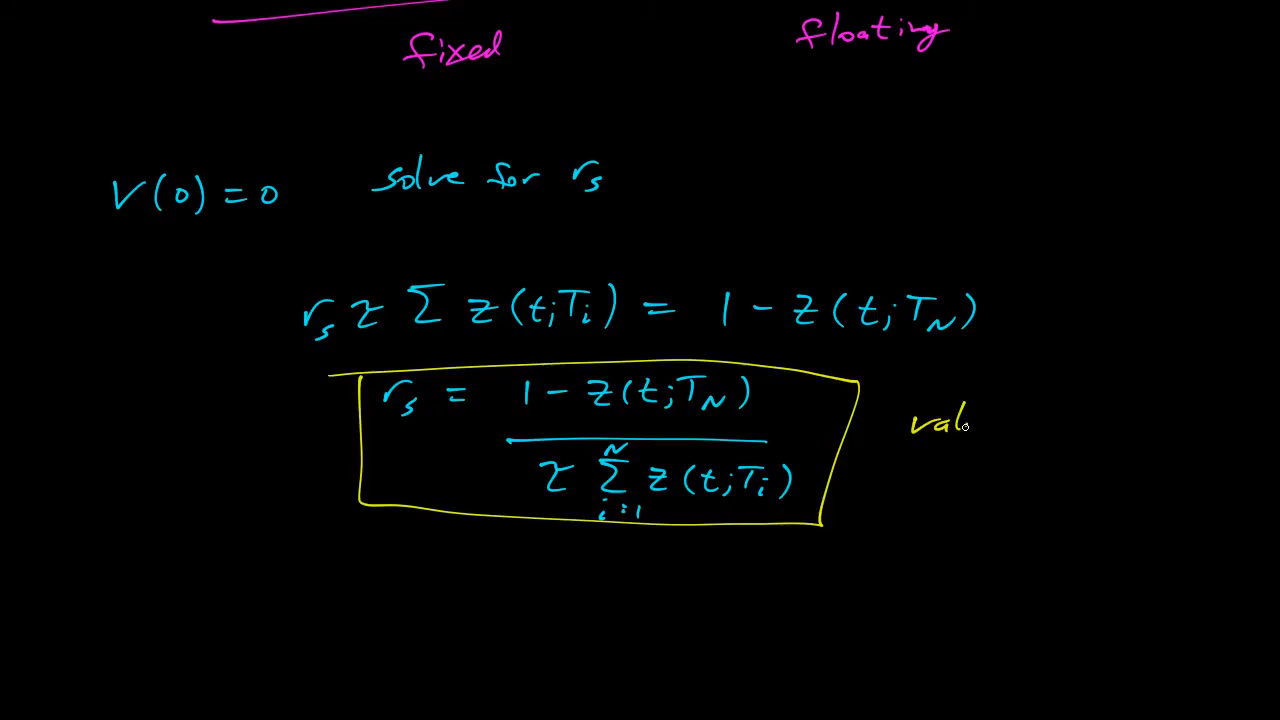 fixed floating
V(0) = 0 solve for r_s
r_s τ Σ Z(t;T_i) = 1 - Z(t;T_N)
r_s = 1 - Z(t;T_N)
τ Σ_{i=1}^{N} Z(t;T_i)
val